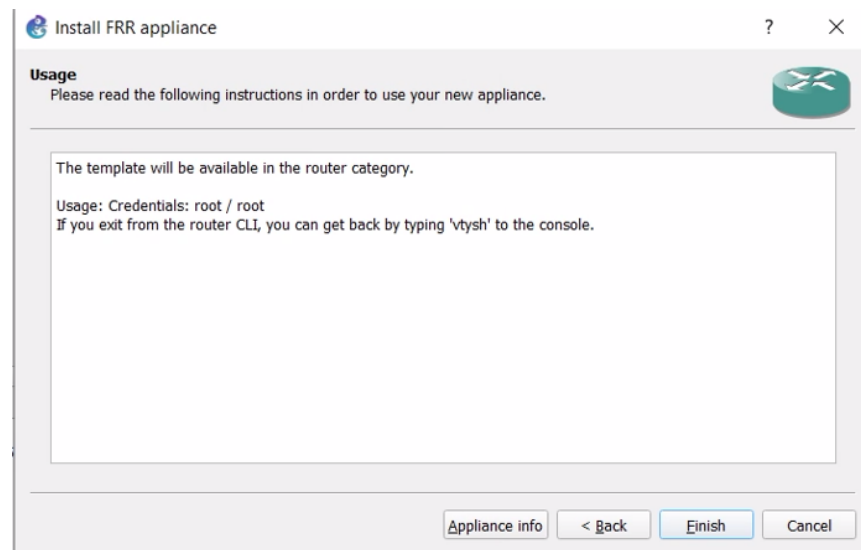 Install FRR appliance
?
Usage
Please read the following instructions in order to use your new appliance.
The template will be available in the router category.
Usage: Credentials: root / root
If you exit from the router CLI, you can get back by typing 'vtysh' to the console.
Appliance info
< Back
Finish
Cancel